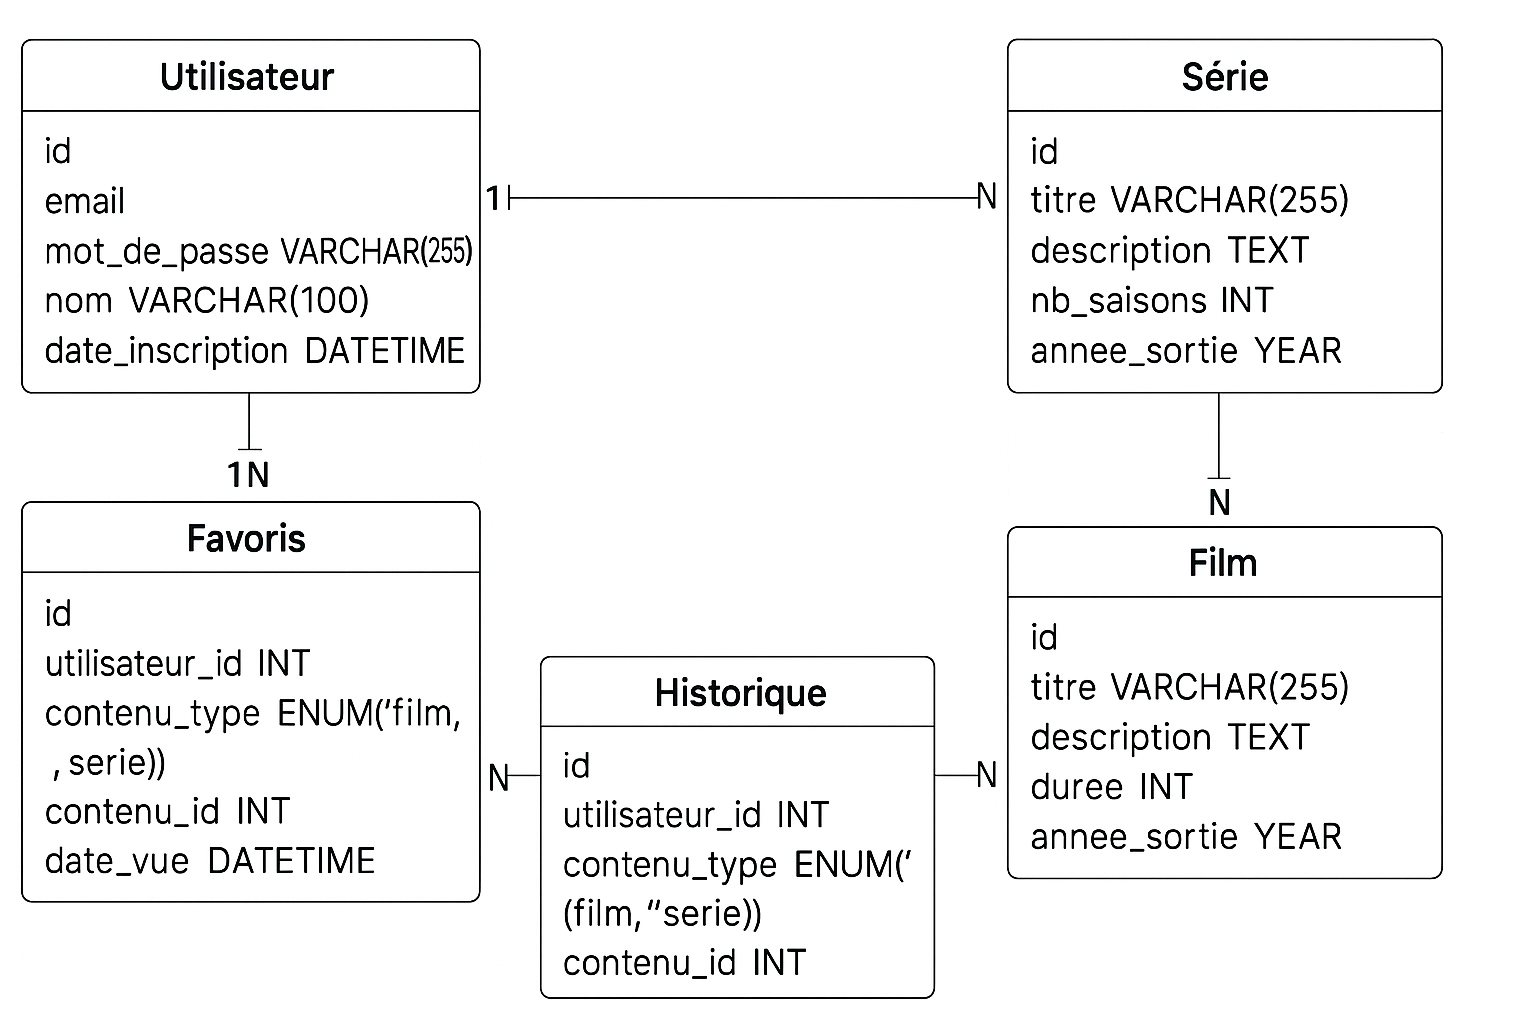 Utilisateur
id
email
mot_de_passe VARCHAR(255)
nom VARCHAR(100)
date_inscription DATETIME
1
N
Série
id
titre VARCHAR(255)
description TEXT
nb_saisons INT
annee_sortie YEAR
1 N
N
Favoris
id
utilisateur_id INT
contenu_type ENUM('film,
, serie))
contenu_id INT
date_vue DATETIME
N
Historique
id
utilisateur_id INT
contenu_type ENUM('
(film, "serie))
contenu_id INT
N
Film
id
titre VARCHAR(255)
description TEXT
duree INT
annee_sortie YEAR